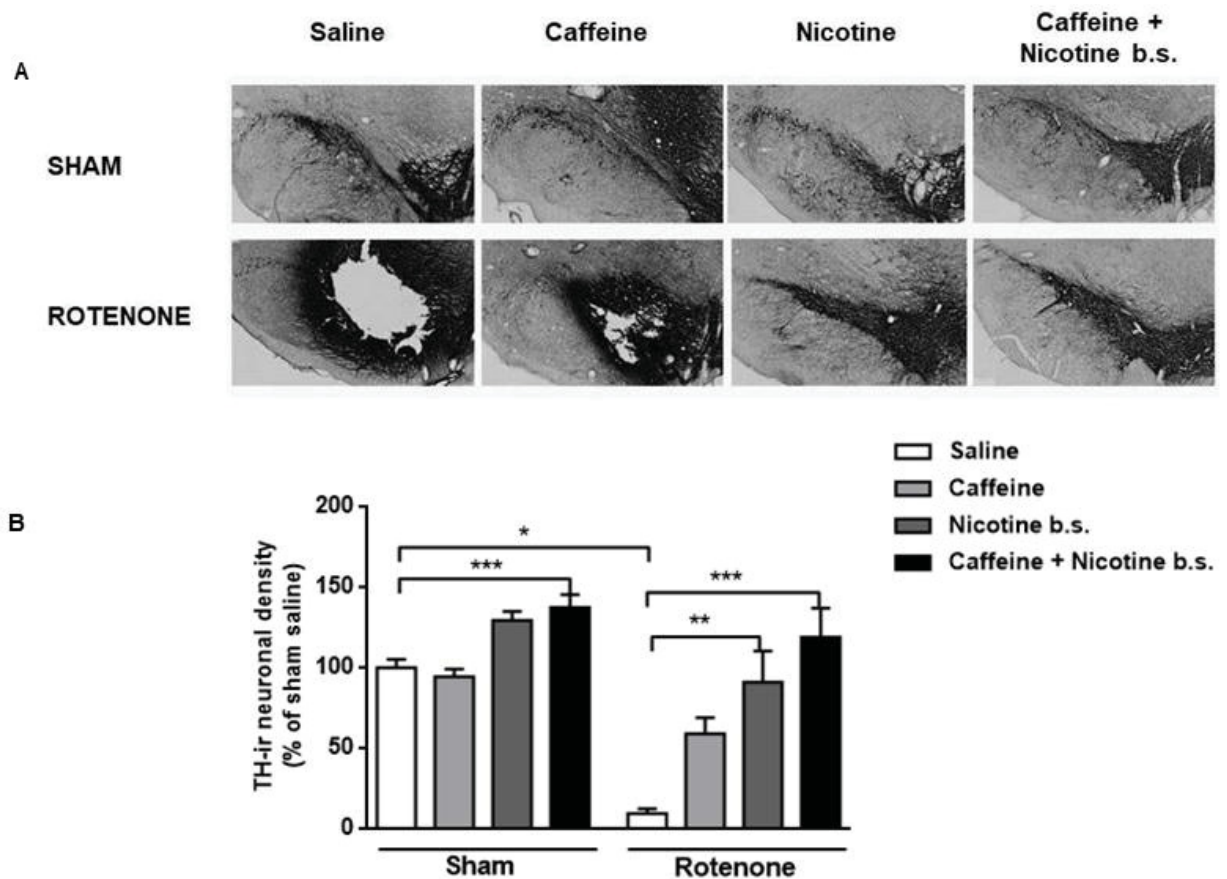 Saline
Caffeine
Nicotine
Caffeine +
Nicotine b.s.
A
SHAM
ROTENONE
Saline
Caffeine
Nicotine b.s.
Caffeine + Nicotine b.s.
B
TH-ir neuronal density
(% of sham saline)
200
150
100
50
0
*
***
**
***
Sham
Rotenone